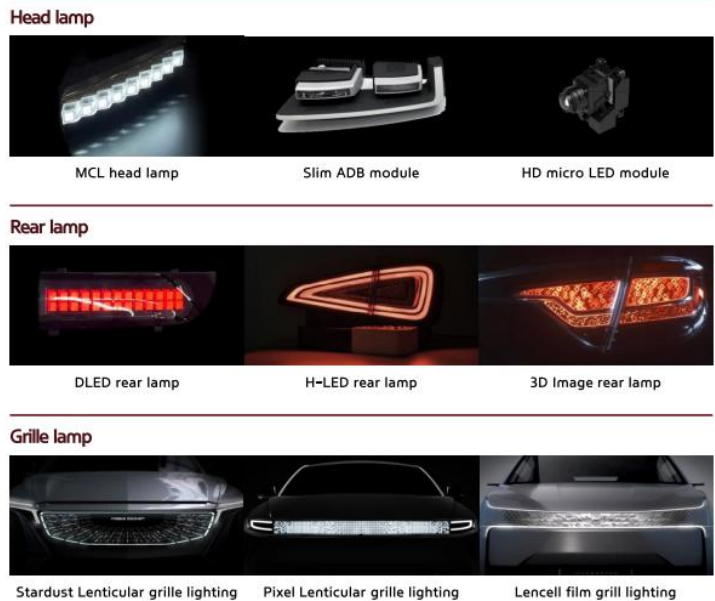 Head lamp
MCL head lamp
Slim ADB module
HD micro LED module
Rear lamp
DLED rear lamp
H-LED rear lamp
3D Image rear lamp
Grille lamp
Stardust Lenticular grille lighting
Pixel Lenticular grille lighting
Lencell film grill lighting